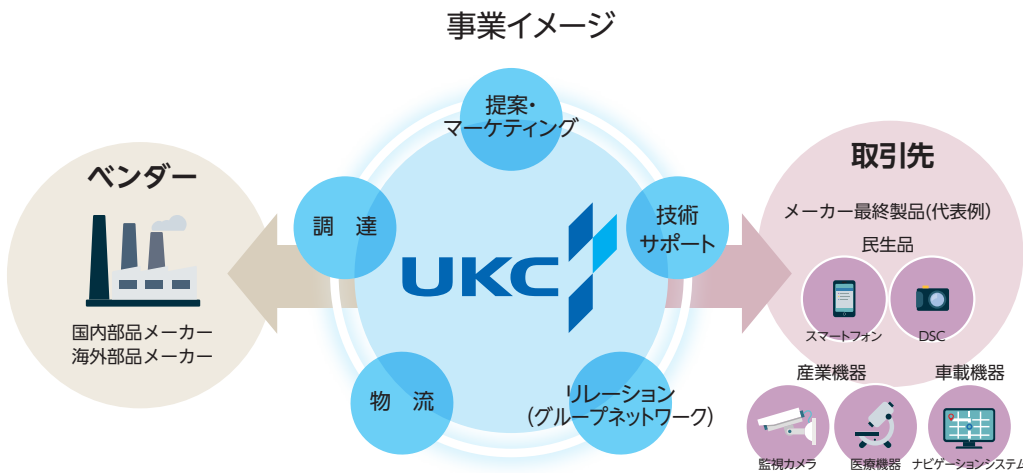 事業イメージ
提案・
マーケティング
ベンダー
国内部品メーカー
海外部品メーカー
調　達
UKC
技術
サポート
物　流
リレーション
(グループネットワーク)
取引先
メーカー最終製品(代表例)
民生品
スマートフォン
DSC
産業機器
車載機器
監視カメラ
医療機器
ナビゲーションシステム